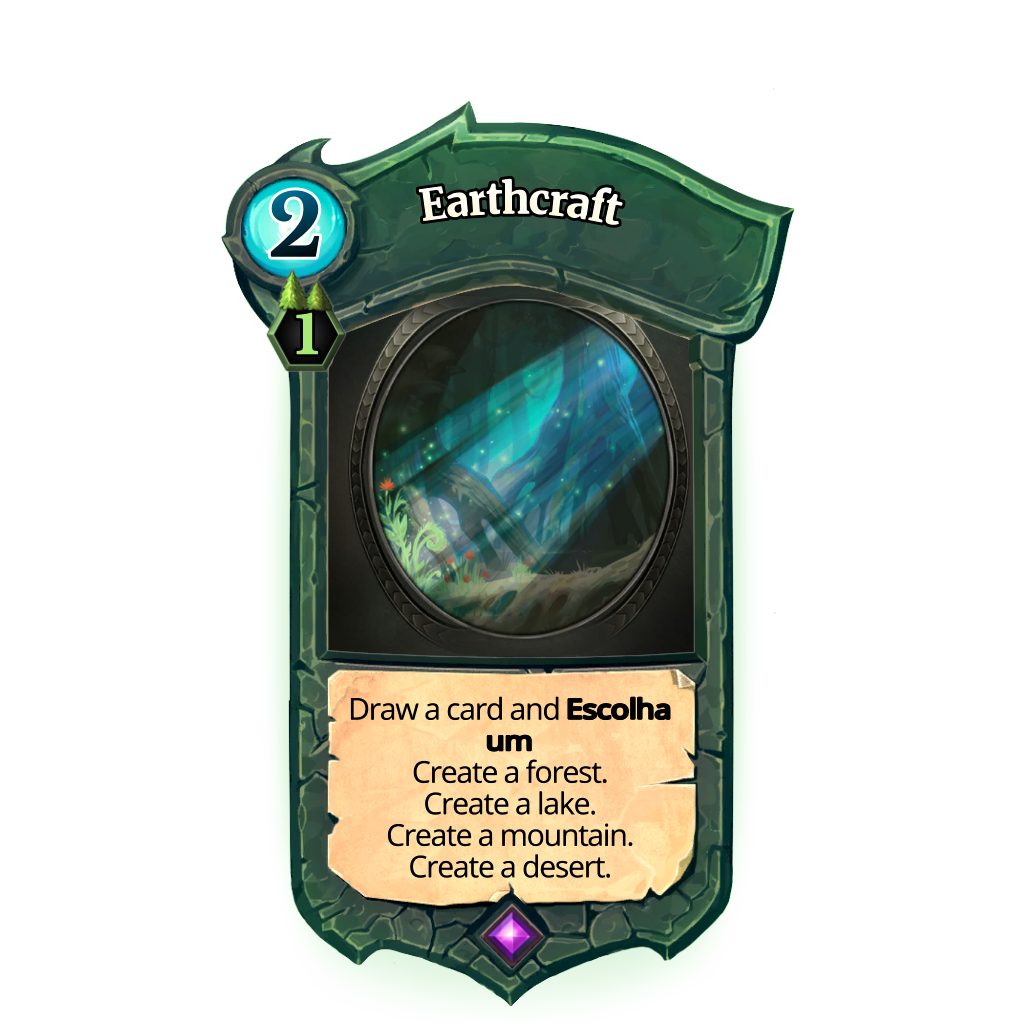 Earthcraft
2
1
Draw a card and Escolha
um
Create a forest.
Create a lake.
Create a mountain.
Create a desert.